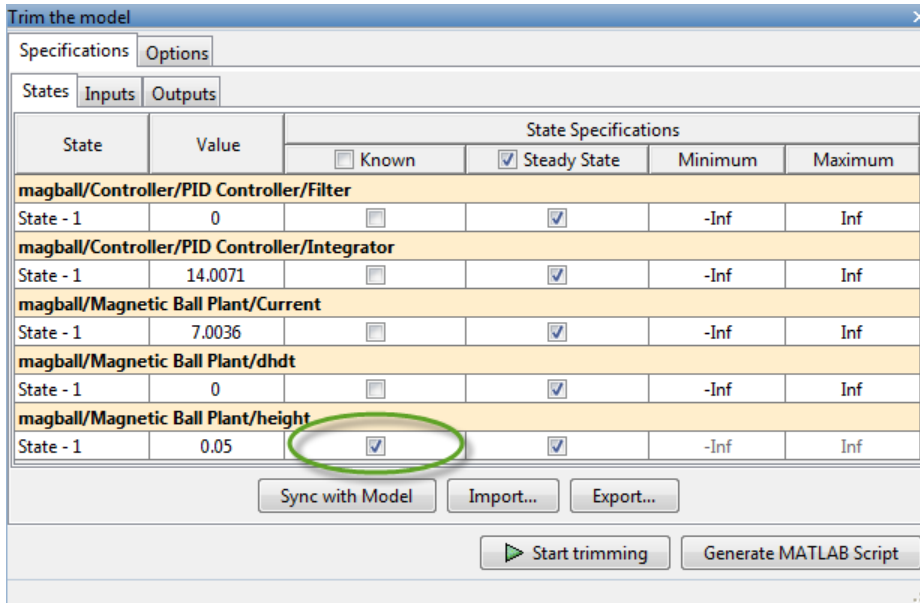 Trim the model
Specifications Options
States Inputs Outputs
State Value State Specifications
Known Steady State Minimum Maximum
magball/Controller/PID Controller/Filter
State - 1 0 -Inf Inf
magball/Controller/PID Controller/Integrator
State - 1 14.0071 -Inf Inf
magball/Magnetic Ball Plant/Current
State - 1 7.0036 -Inf Inf
magball/Magnetic Ball Plant/dhdt
State - 1 0 -Inf Inf
magball/Magnetic Ball Plant/height
State - 1 0.05 -Inf Inf
Sync with Model Import... Export...
Start trimming Generate MATLAB Script